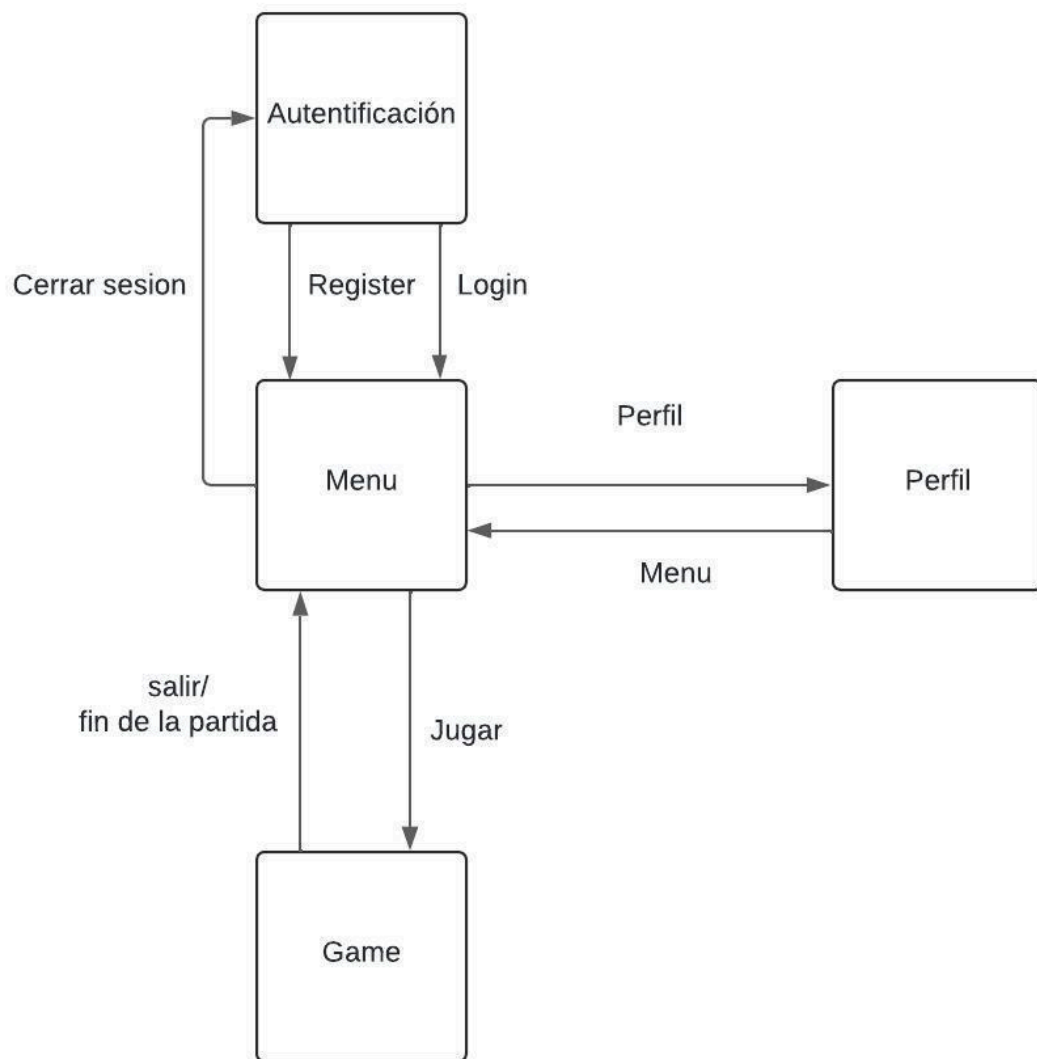 Autentificación
Cerrar sesion
Register
Login
Perfil
Menu
Perfil
Menu
salir/
fin de la partida
Jugar
Game